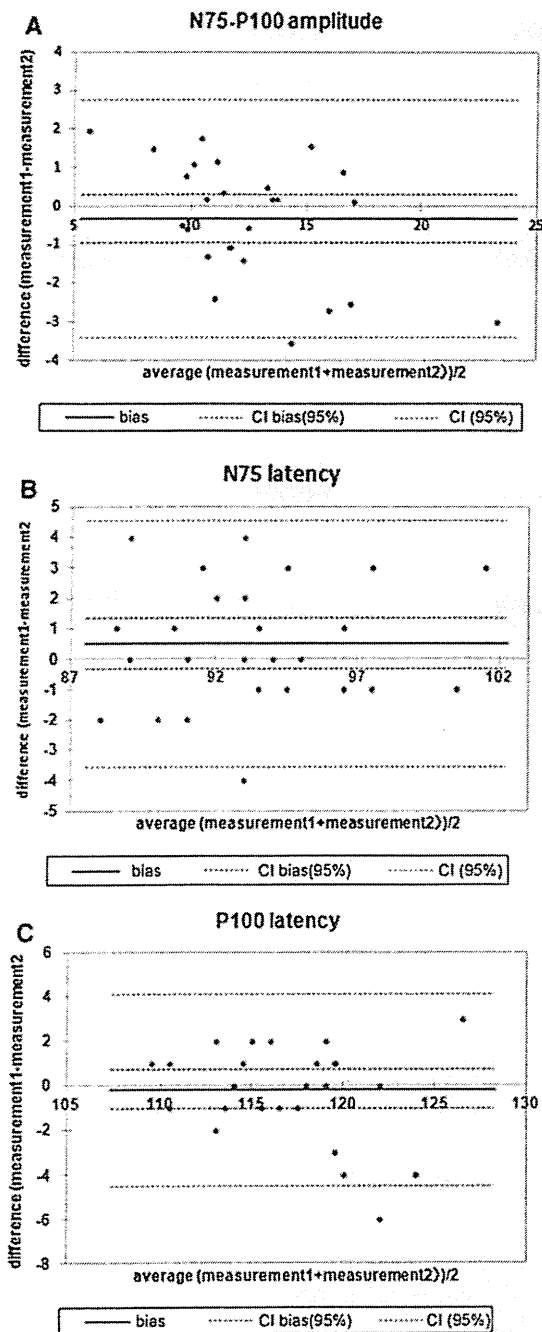 A
N75-P100 amplitude
difference (measurement1-measurement2)
4
3
2
1
0
-1
-2
-3
-4
5
10
15
20
25
average (measurement1+measurement2))/2
bias
CI bias(95%)
CI (95%)
B
N75 latency
difference (measurement1-measurement2
5
4
3
2
1
0
-1
-2
-3
-4
-5
87
92
97
102
average (measurement1+measurement2))/2
bias
CI bias(95%)
CI (95%)
C
P100 latency
difference (measurement1-measurement2
6
4
2
0
-2
-4
-6
-8
105
110
115
120
125
130
average (measurement1+measurement2))/2
bias
CI bias(95%)
CI (95%)